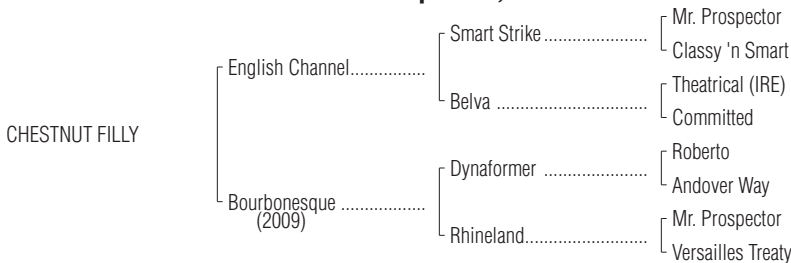 Mr. Prospector
Smart Strike......................
Classy 'n Smart
English Channel................
Theatrical (IRE)
Belva ................................
Committed
CHESTNUT FILLY
Roberto
Dynaformer ......................
Andover Way
Bourbonesque ..................
(2009)
Mr. Prospector
Rhineland..........................
Versailles Treaty